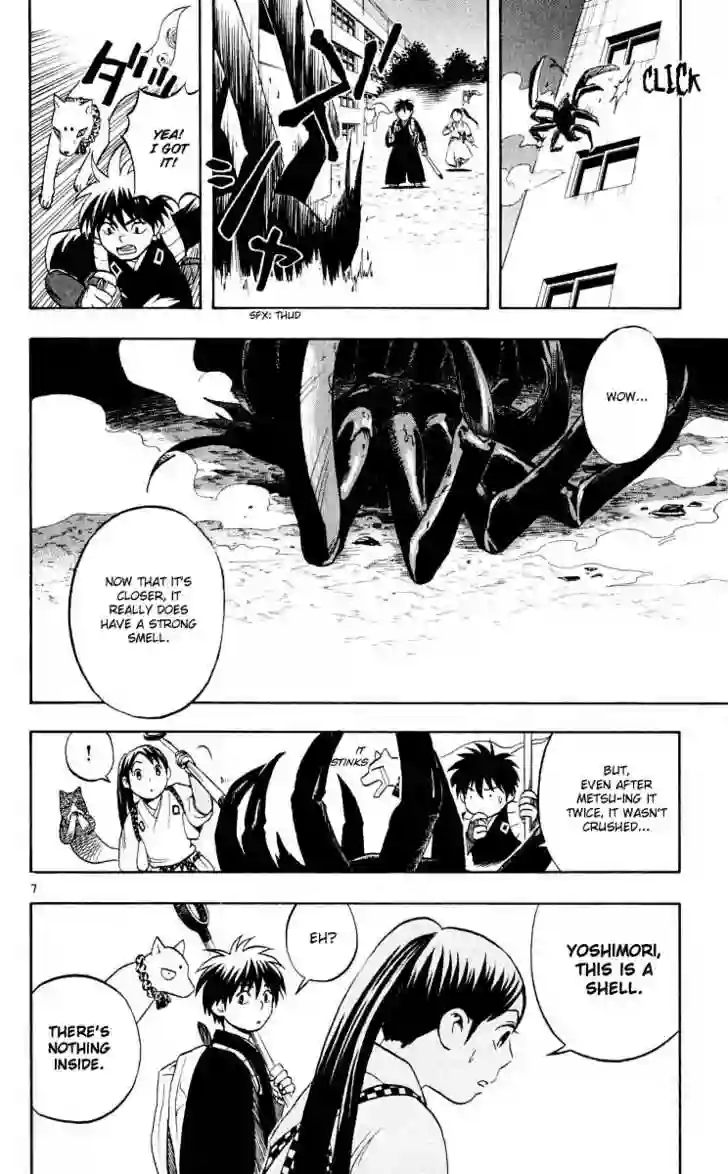 CLICK
ズズ
シャ
SFX: THUD
ダダッ
YEA!
I GOT
IT!
WOW...
NOW THAT IT'S
CLOSER, IT
REALLY DOES
HAVE A STRONG
SMELL.
BUT,
EVEN AFTER
METSU-ING IT
TWICE, IT WASN'T
CRUSHED...
IT
STINKS
!
7
YOSHIMORI,
THIS IS A
SHELL.
EH?
THERE'S
NOTHING
INSIDE.